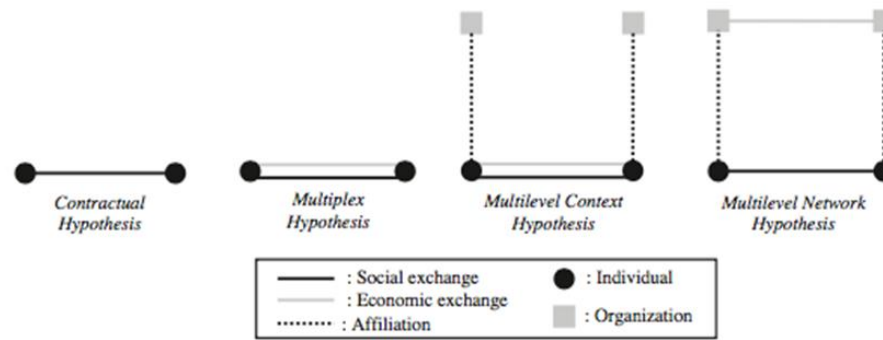 Contractual
Hypothesis
Multiplex
Hypothesis
Multilevel Context
Hypothesis
Multilevel Network
Hypothesis
: Social exchange
: Economic exchange
: Affiliation
: Individual
: Organization